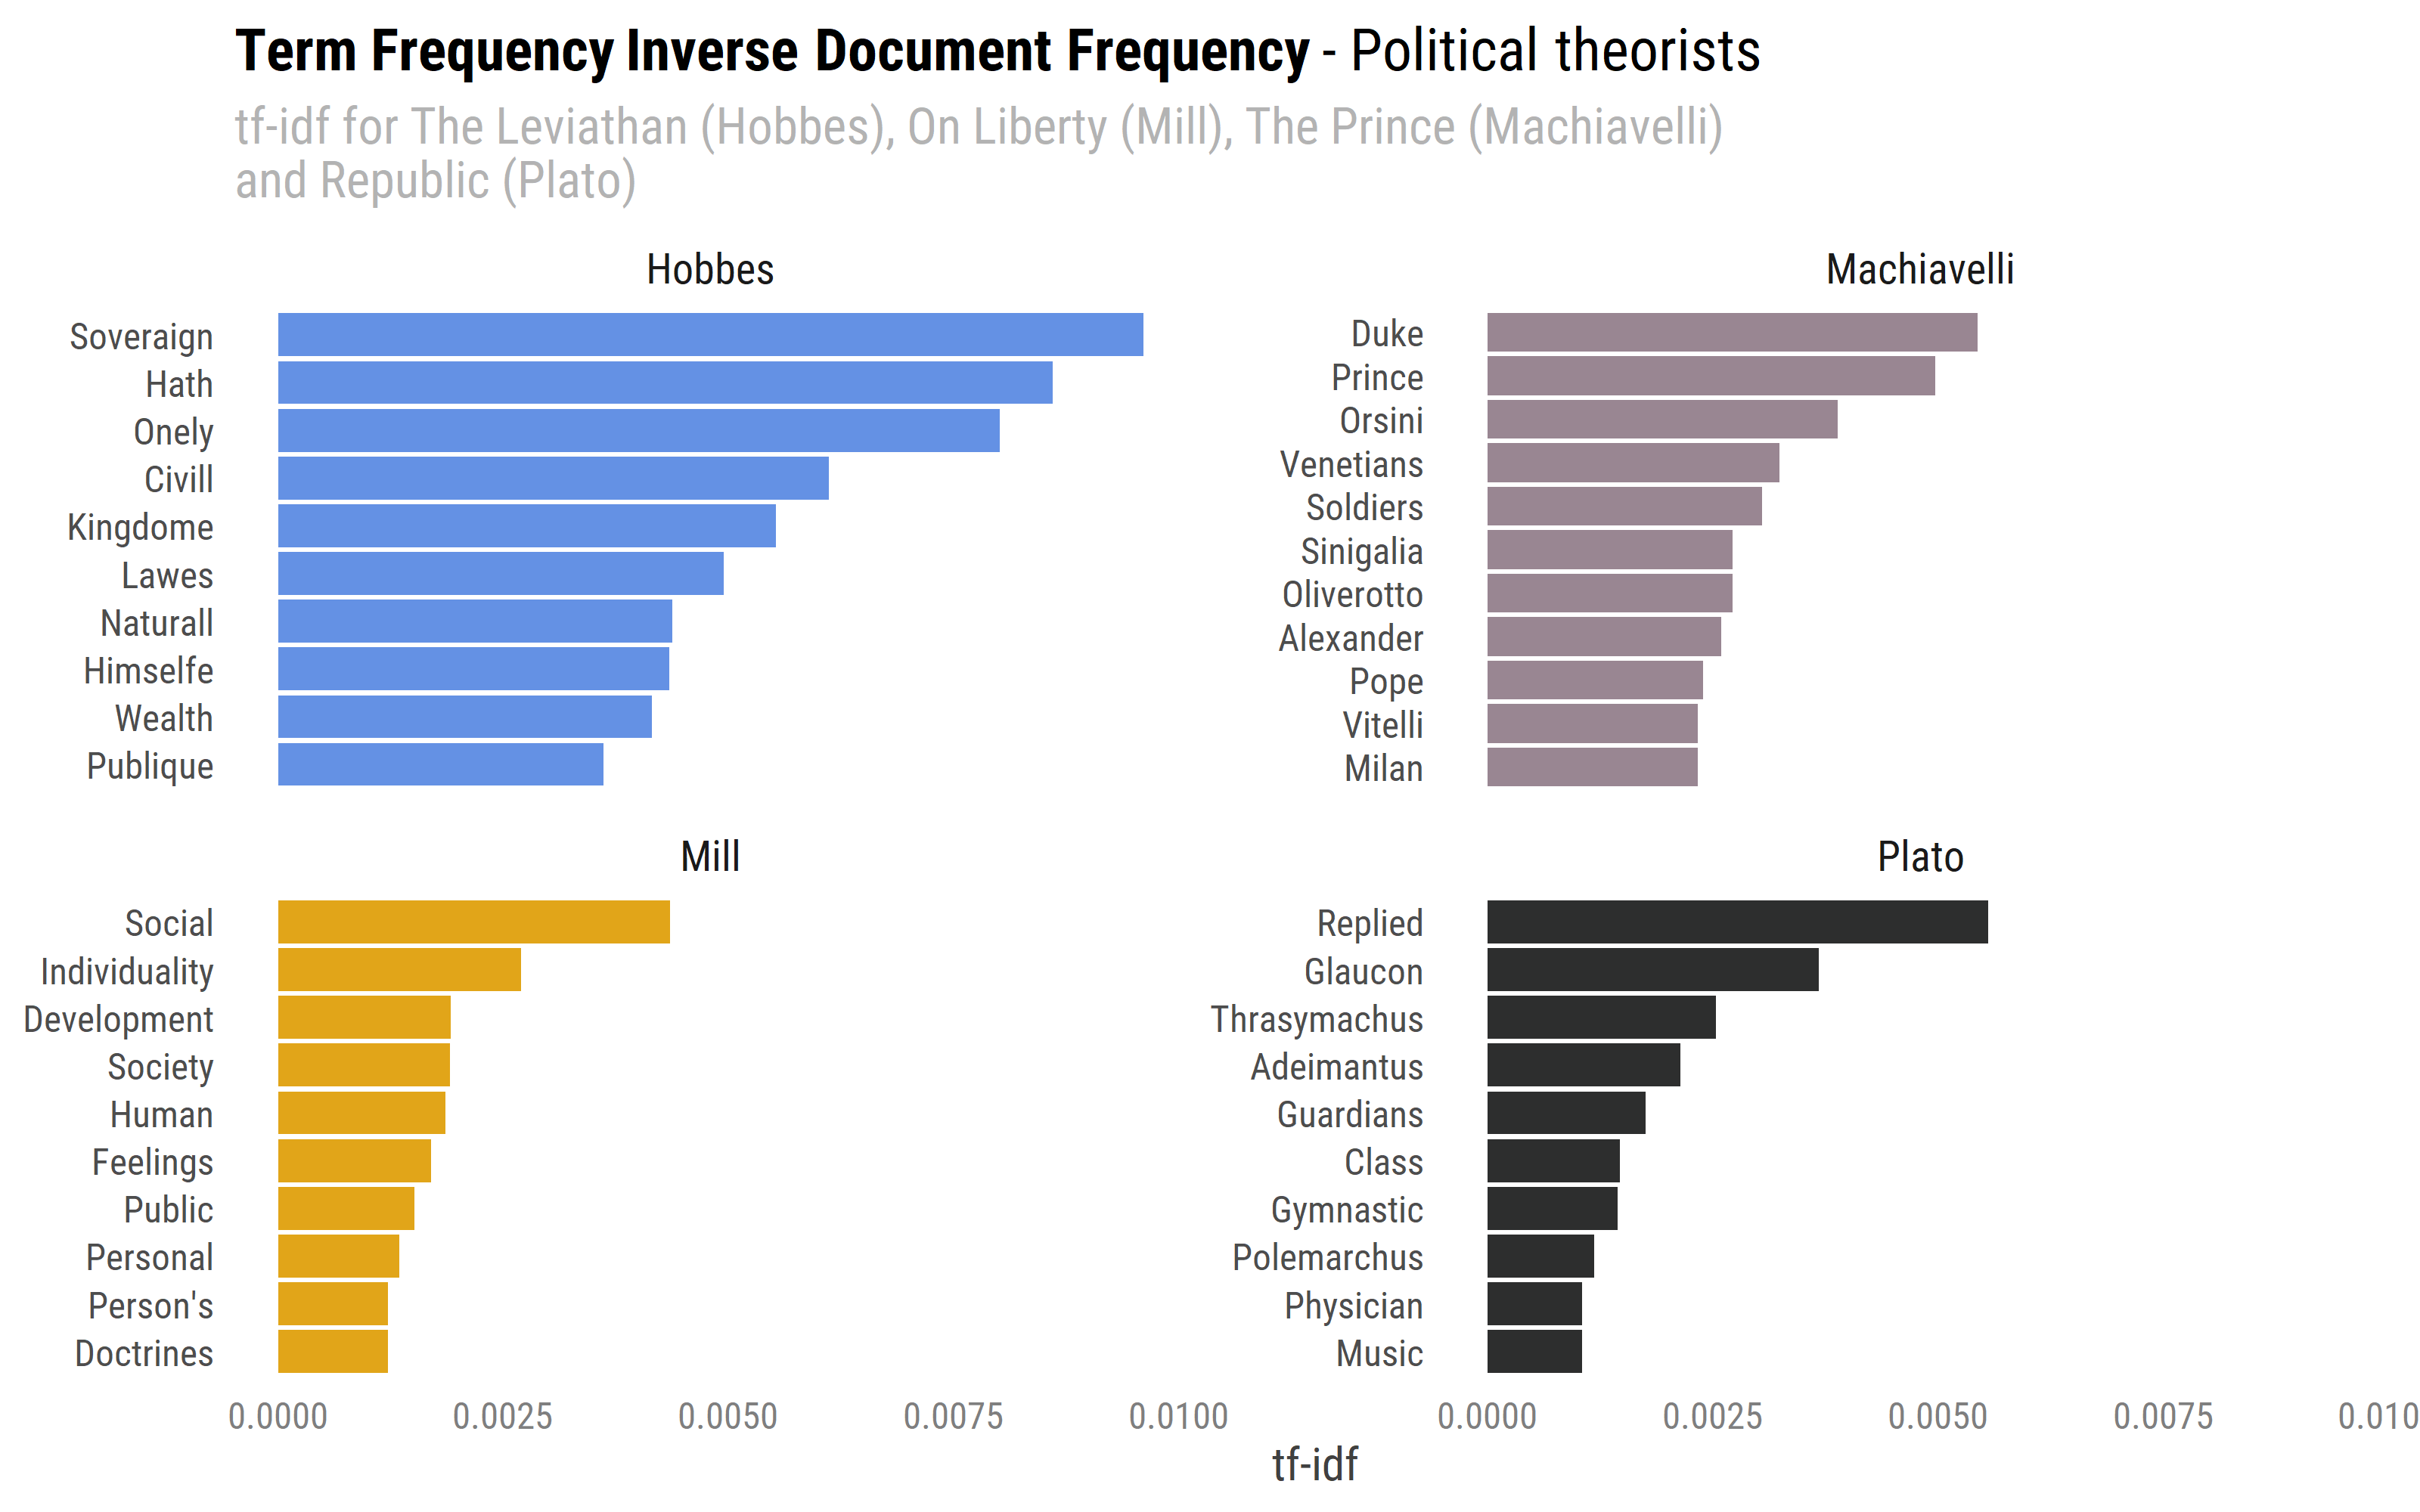 Term Frequency Inverse Document Frequency - Political theorists
tf-idf for The Leviathan (Hobbes), On Liberty (Mill), The Prince (Machiavelli)
and Republic (Plato)
Hobbes
Soveraign
Hath
Onely
Civill
Kingdome
Lawes
Naturall
Himselfe
Wealth
Publique
Machiavelli
Duke
Prince
Orsini
Venetians
Soldiers
Sinigalia
Oliverotto
Alexander
Pope
Vitelli
Milan
Mill
Social
Individuality
Development
Society
Human
Feelings
Public
Personal
Person's
Doctrines
Plato
Replied
Glaucon
Thrasymachus
Adeimantus
Guardians
Class
Gymnastic
Polemarchus
Physician
Music
0.0000 0.0025 0.0050 0.0075 0.0100
0.0000 0.0025 0.0050 0.0075 0.010
tf-idf